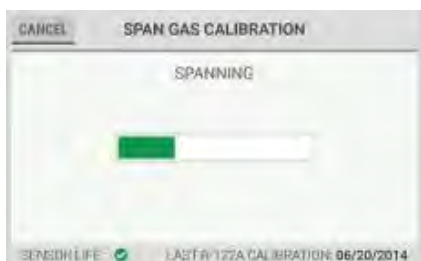 CANCEL SPAN GAS CALIBRATION
SPANNING
SENSOR LIFE LAST R-122A CALIBRATION: 06/20/2014